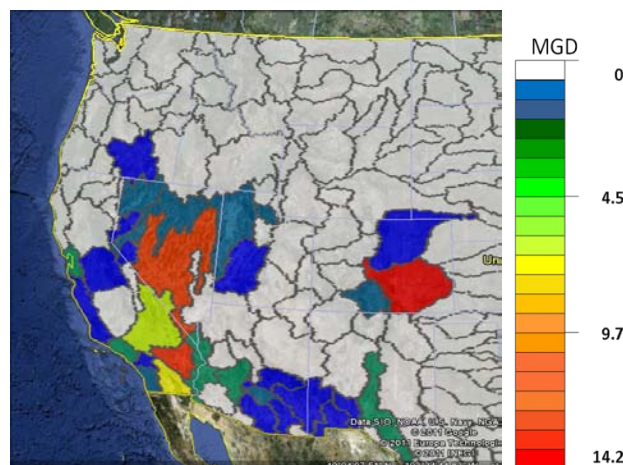 MGD
0
4.5
9.7
14.2
Data SIO, NOAA, U.S. Navy, NGA,
© 2011 Google
© 2011 Europa Technologies
© 2011 INEGI